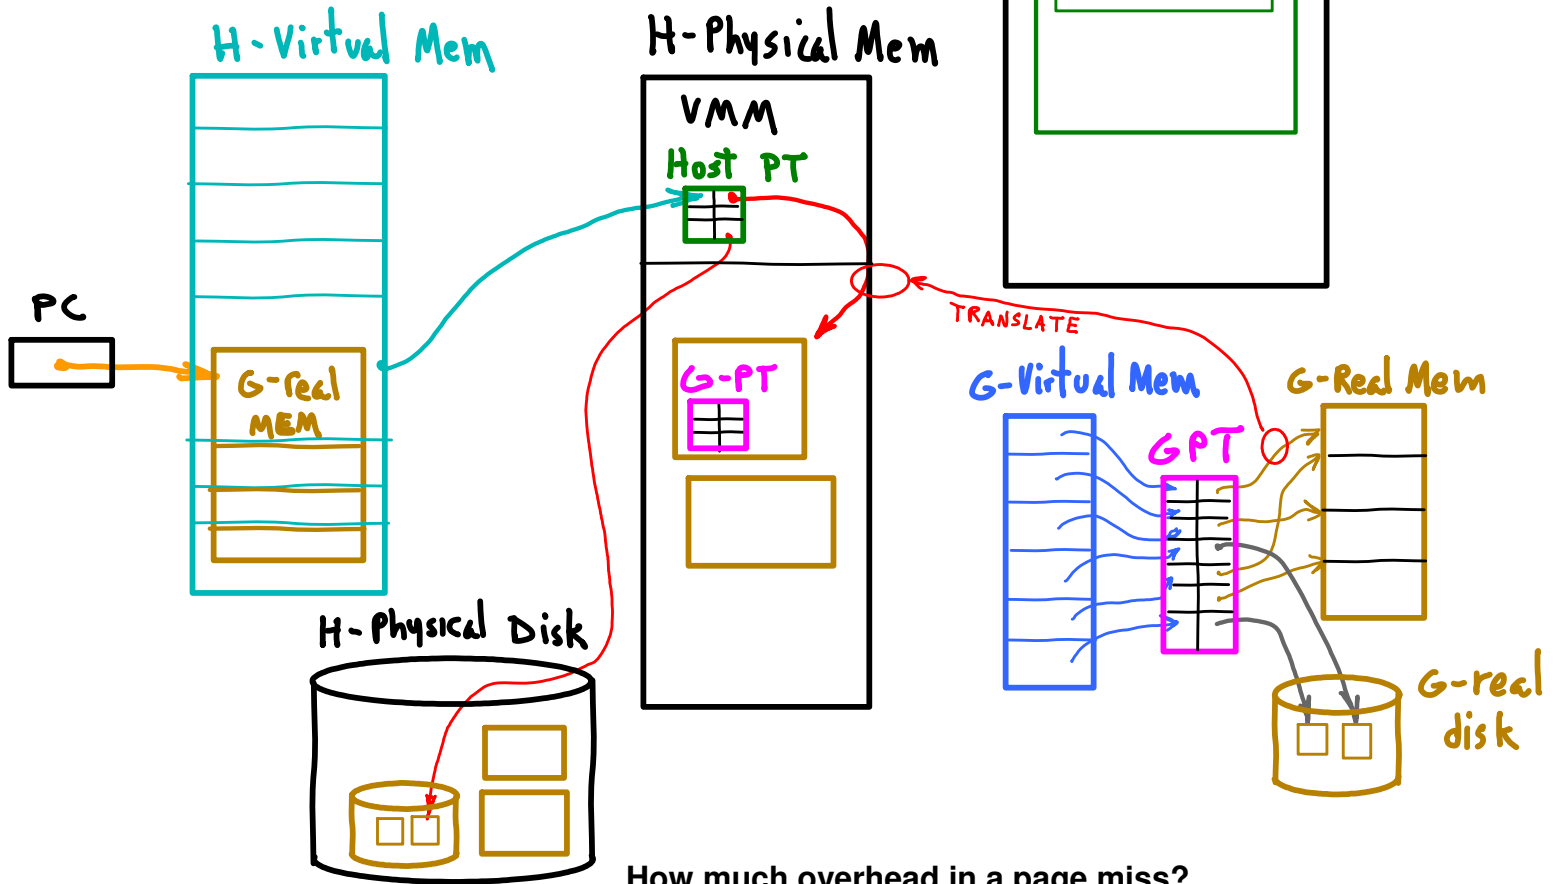 H-Virtual Mem
H-Physical Mem
VMM
Host PT
PC
G-real
MEM
TRANSLATE
G-PT
G-Virtual Mem
G-Real Mem
GPT
H-Physical Disk
G-real
disk
How much overhead in a page miss?